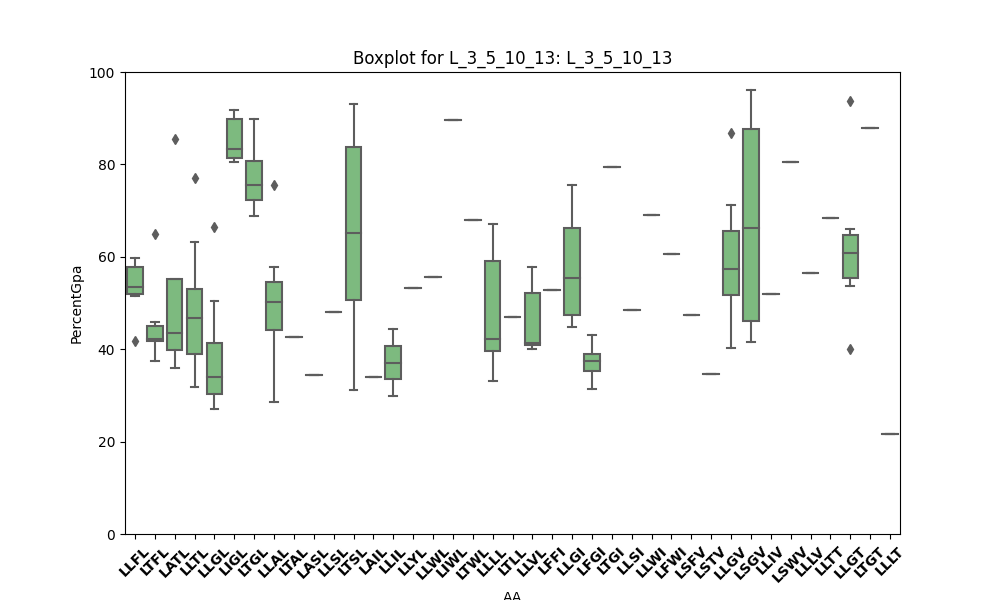 Boxplot for L_3_5_10_13: L_3_5_10_13
100
80
60
40
20
0
PercentGpa
LLFL
LTFL
LATL
LLTL
LLGL
LIGL
LTGL
LLAL
LTAL
LASL
LLSL
LTSL
LAIL
LLIL
LLYL
LLWL
LIWL
LTWL
LLLL
LTLL
LLVL
LFFI
LLGI
LFGI
LTGI
LLSI
LLWI
LFWI
LSFV
LSTV
LLGV
LSGV
LLIV
LSWV
LLLV
LLTT
LLGT
LTGT
LLLT
AA